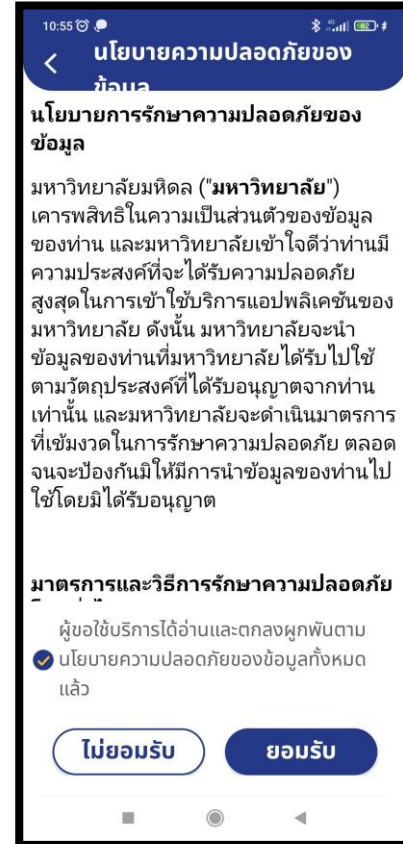 10:55
4G
62
นโยบายความปลอดภัยของ
ข้อมูล
นโยบายการรักษาความปลอดภัยของ
ข้อมูล
มหาวิทยาลัยมหิดล ("มหาวิทยาลัย")
เคารพสิทธิในความเป็นส่วนตัวของข้อมูล
ของท่าน และมหาวิทยาลัยเข้าใจดีว่าท่านมี
ความประสงค์ที่จะได้รับความปลอดภัย
สูงสุดในการเข้าใช้บริการแอปพลิเคชันของ
มหาวิทยาลัย ดังนั้น มหาวิทยาลัยจะนำ
ข้อมูลของท่านที่มหาวิทยาลัยได้รับไปใช้
ตามวัตถุประสงค์ที่ได้รับอนุญาตจากท่าน
เท่านั้น และมหาวิทยาลัยจะดำเนินมาตรการ
ที่เข้มงวดในการรักษาความปลอดภัย ตลอด
จนจะป้องกันมิให้มีการนำข้อมูลของท่านไป
ใช้โดยมิได้รับอนุญาต
มาตรการและวิธีการรักษาความปลอดภัย
ผู้ขอใช้บริการได้อ่านและตกลงผูกพันตาม
นโยบายความปลอดภัยของข้อมูลทั้งหมด
แล้ว
ไม่ยอมรับ
ยอมรับ